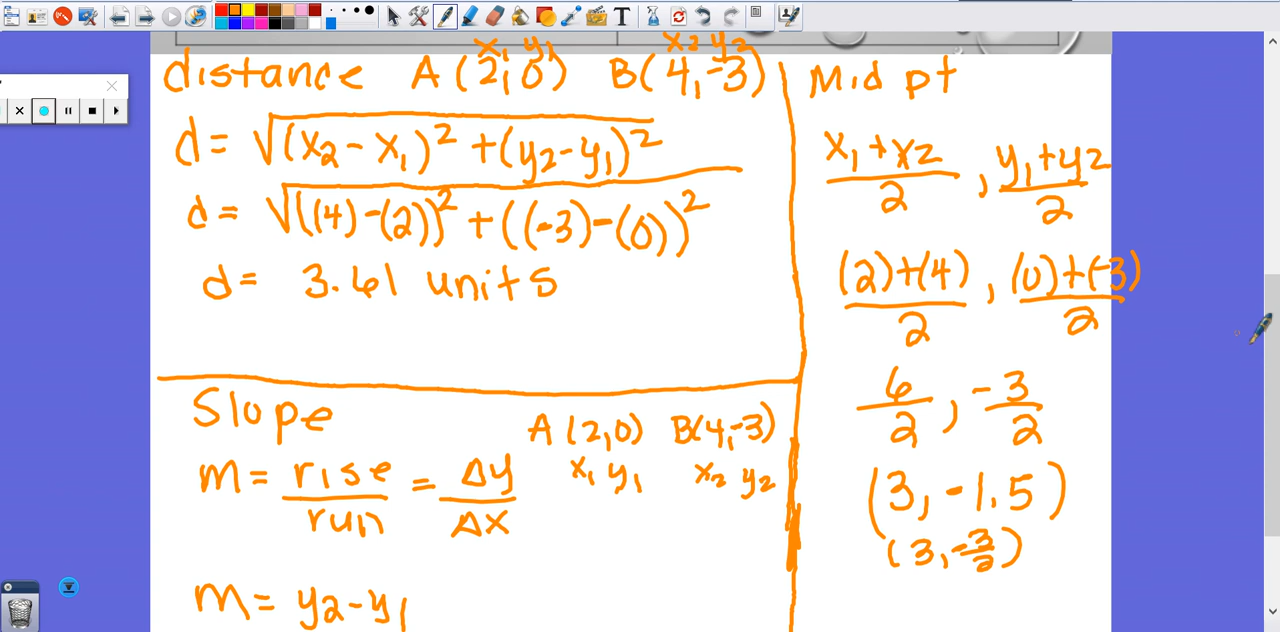 x₁ y₁ x₂ y₂
distance A(2,0) B(4,-3)
d = √(x₂ - x₁)² + (y₂ - y₁)²
d = √((4) - (2))² + ((-3) - (0))²
d = 3.61 units
Slope
A(2,0) B(4,-3)
x₁ y₁ x₂ y₂
m = rise/run = Δy/Δx
m = y₂ - y₁
Mid pt
x₁ + x₂/2 , y₁ + y₂/2
(2)+(4)/2 , (0)+(-3)/2
6/2 , -3/2
(3, -1.5)
(3, -3/2)